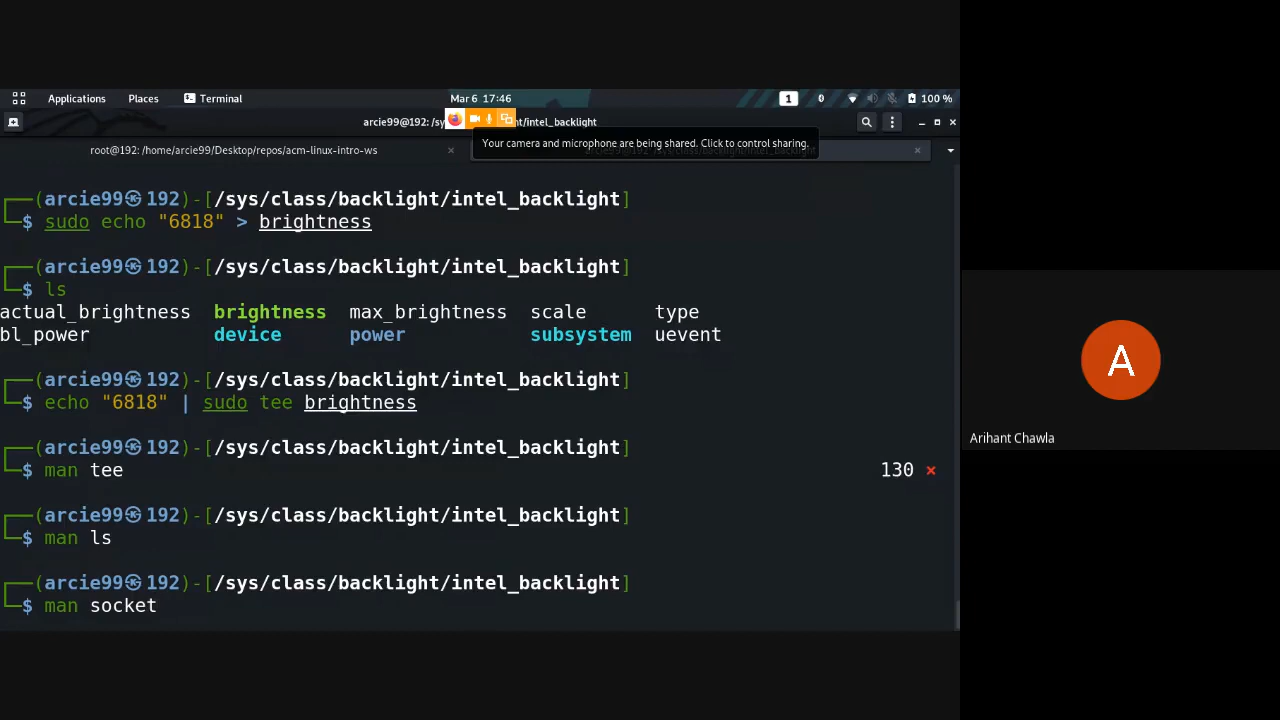 Applications Places Terminal Mar 6 17:46 1 100 %
arcie99@192: /sy nt/intel_backlight
Your camera and microphone are being shared. Click to control sharing.
root@192: /home/arcie99/Desktop/repos/acm-linux-intro-ws
(arcie99㉿192)-[/sys/class/backlight/intel_backlight]
$ sudo echo "6818" > brightness
(arcie99㉿192)-[/sys/class/backlight/intel_backlight]
$ ls
actual_brightness brightness max_brightness scale type
bl_power device power subsystem uevent
(arcie99㉿192)-[/sys/class/backlight/intel_backlight]
$ echo "6818" | sudo tee brightness
(arcie99㉿192)-[/sys/class/backlight/intel_backlight]
$ man tee 130 ×
(arcie99㉿192)-[/sys/class/backlight/intel_backlight]
$ man ls
(arcie99㉿192)-[/sys/class/backlight/intel_backlight]
$ man socket
A
Arihant Chawla